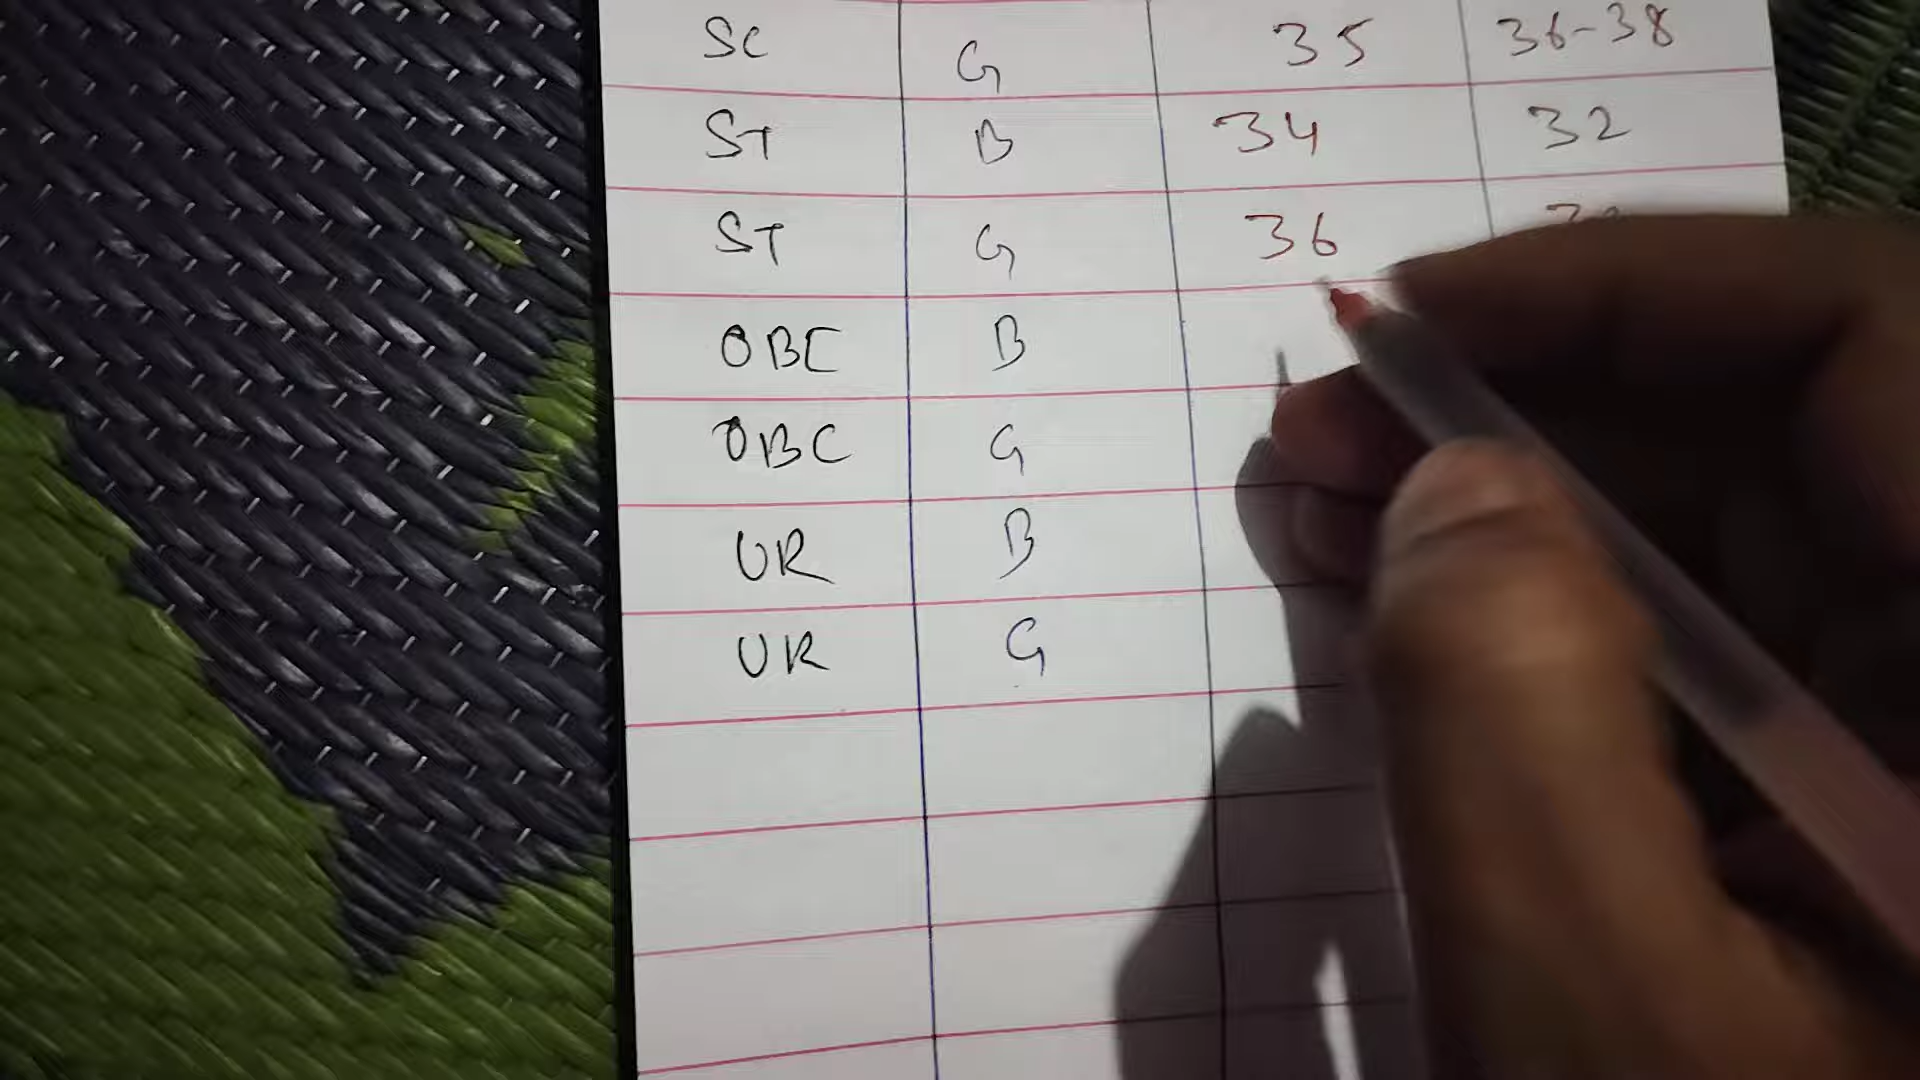 SC G 35 36-38
ST B 34 32
ST G 36
OBC B
OBC G
UR B
UR G